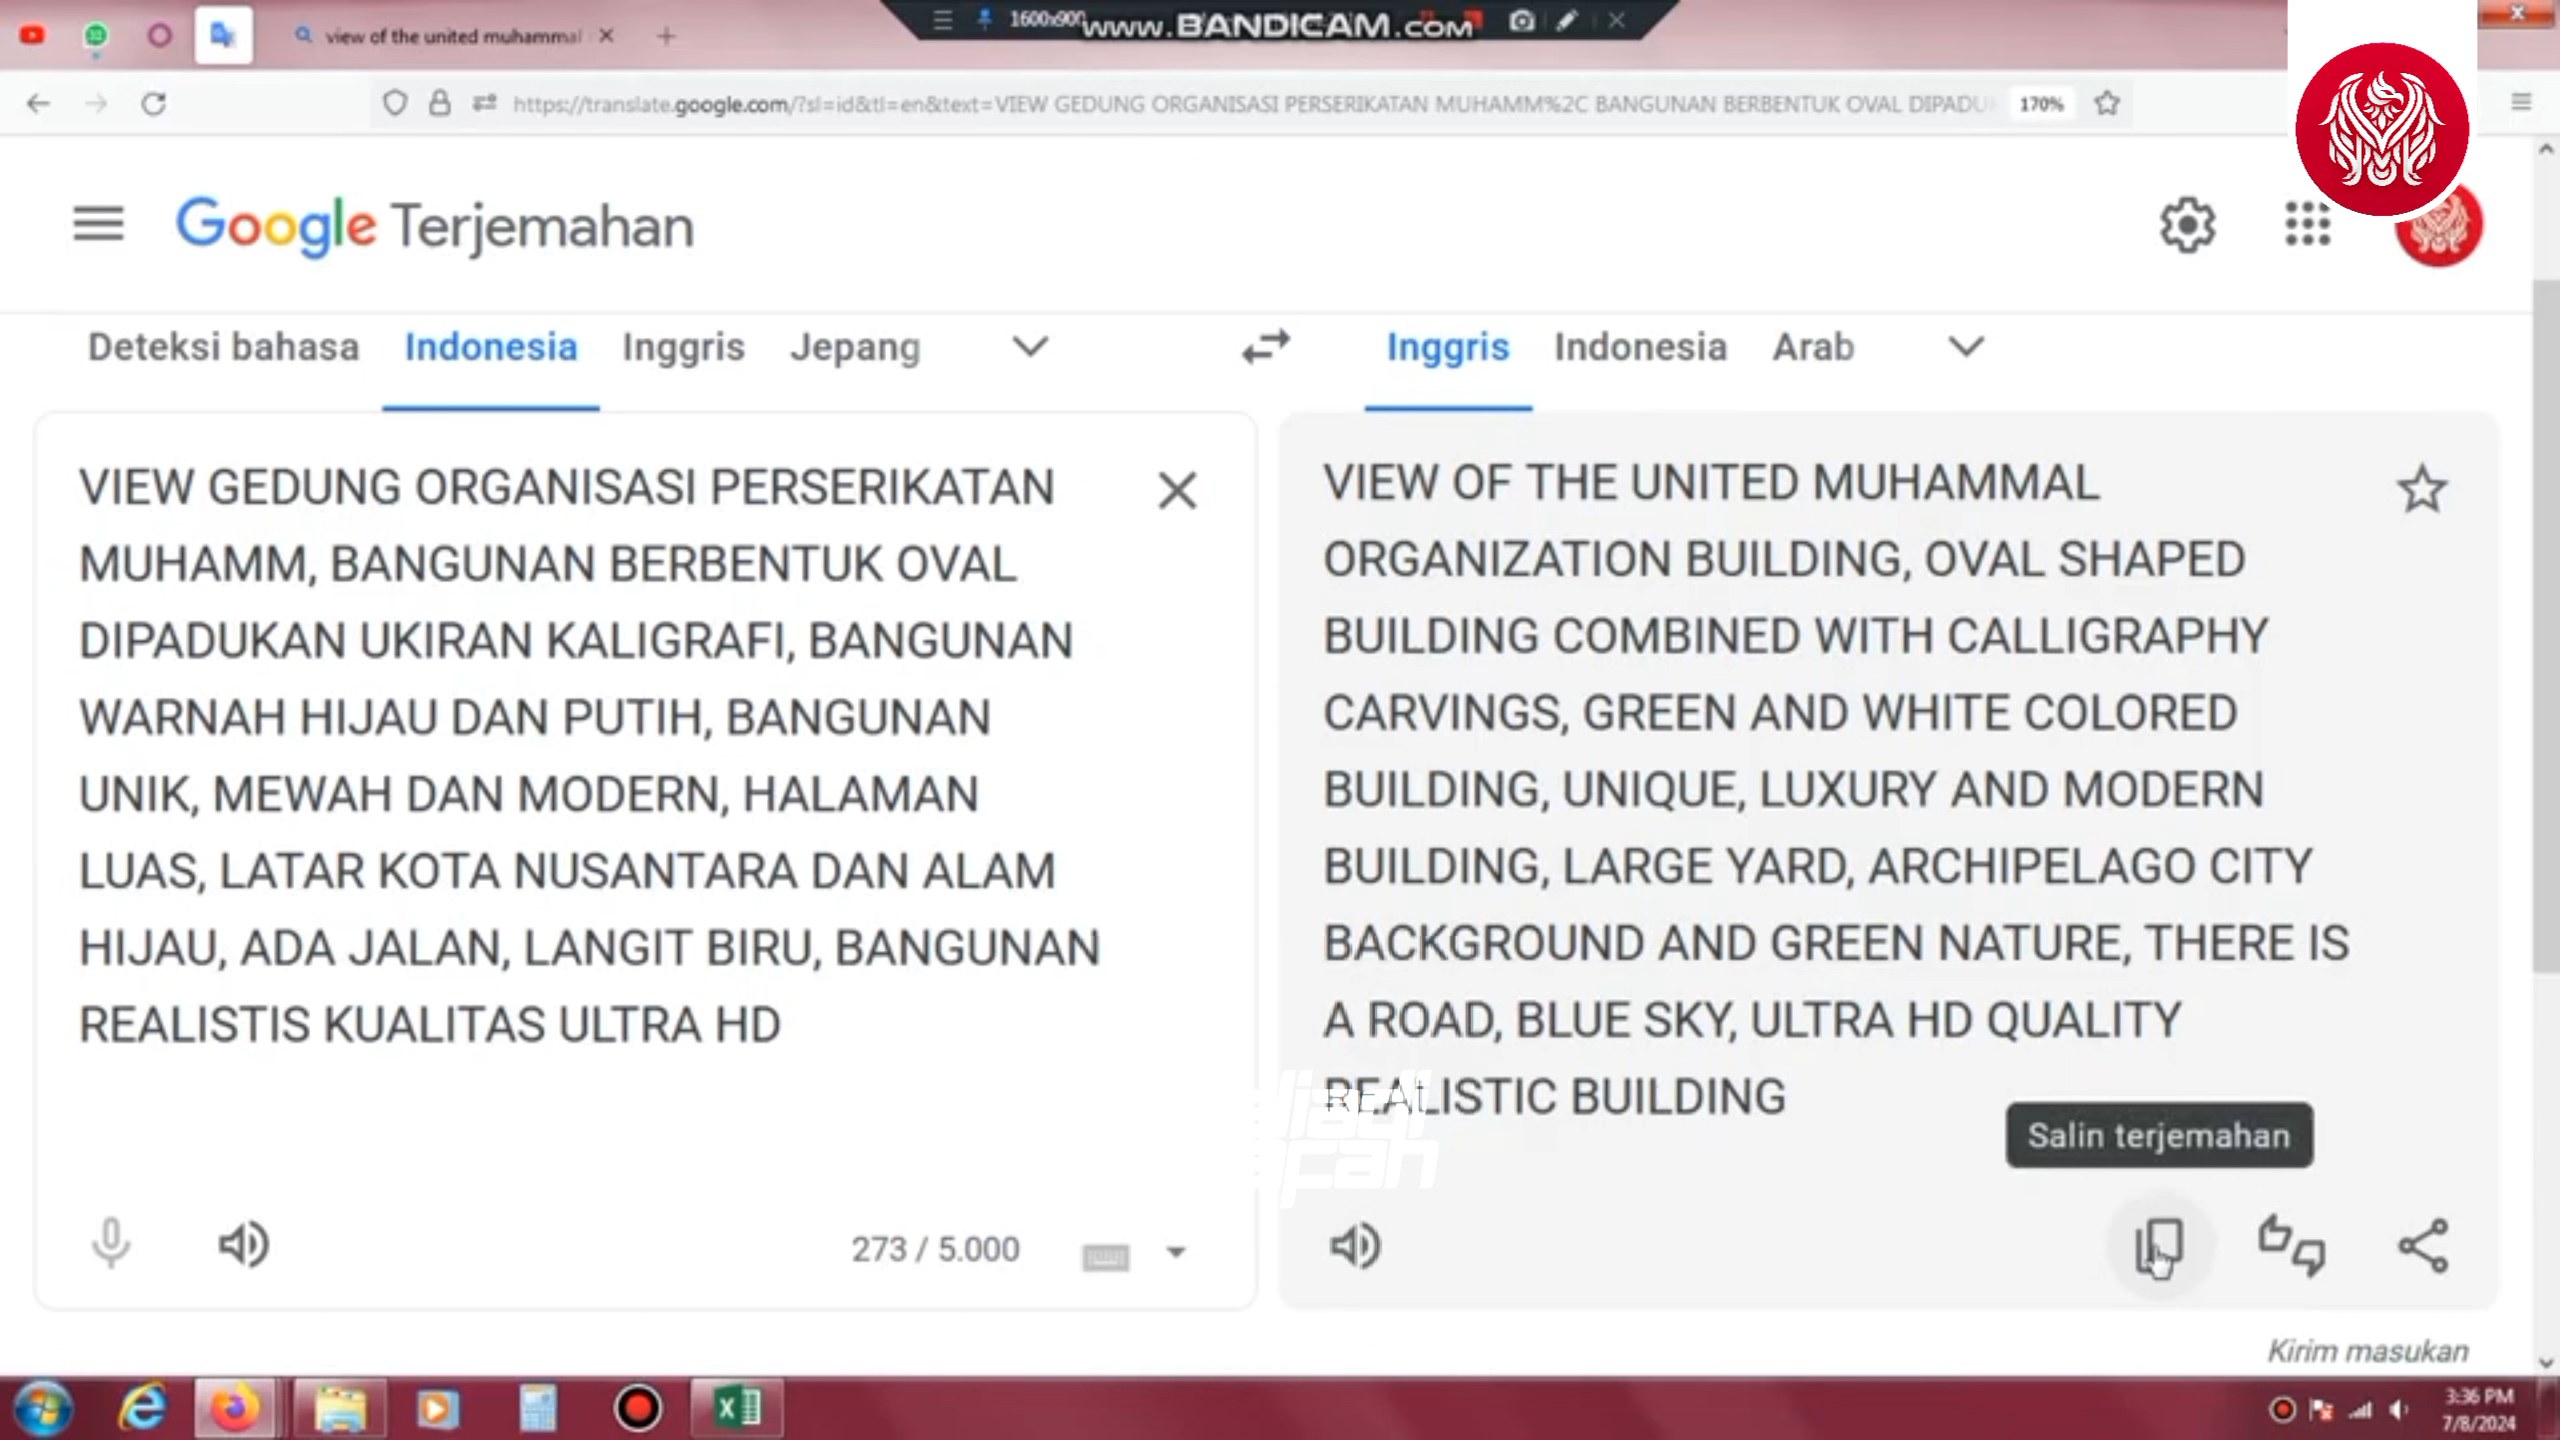 view of the united muhammal
1600x900
www.BANDICAM.com
https://translate.google.com/?sl=id&tl=en&text=VIEW GEDUNG ORGANISASI PERSERIKATAN MUHAMM%2C BANGUNAN BERBENTUK OVAL DIPADU
170%
Google Terjemahan
Deteksi bahasa Indonesia Inggris Jepang
Inggris Indonesia Arab
VIEW GEDUNG ORGANISASI PERSERIKATAN
MUHAMM, BANGUNAN BERBENTUK OVAL
DIPADUKAN UKIRAN KALIGRAFI, BANGUNAN
WARNAH HIJAU DAN PUTIH, BANGUNAN
UNIK, MEWAH DAN MODERN, HALAMAN
LUAS, LATAR KOTA NUSANTARA DAN ALAM
HIJAU, ADA JALAN, LANGIT BIRU, BANGUNAN
REALISTIS KUALITAS ULTRA HD
273 / 5.000
VIEW OF THE UNITED MUHAMMAL
ORGANIZATION BUILDING, OVAL SHAPED
BUILDING COMBINED WITH CALLIGRAPHY
CARVINGS, GREEN AND WHITE COLORED
BUILDING, UNIQUE, LUXURY AND MODERN
BUILDING, LARGE YARD, ARCHIPELAGO CITY
BACKGROUND AND GREEN NATURE, THERE IS
A ROAD, BLUE SKY, ULTRA HD QUALITY
REALISTIC BUILDING
Salin terjemahan
Kirim masukan
3:36 PM
7/8/2024